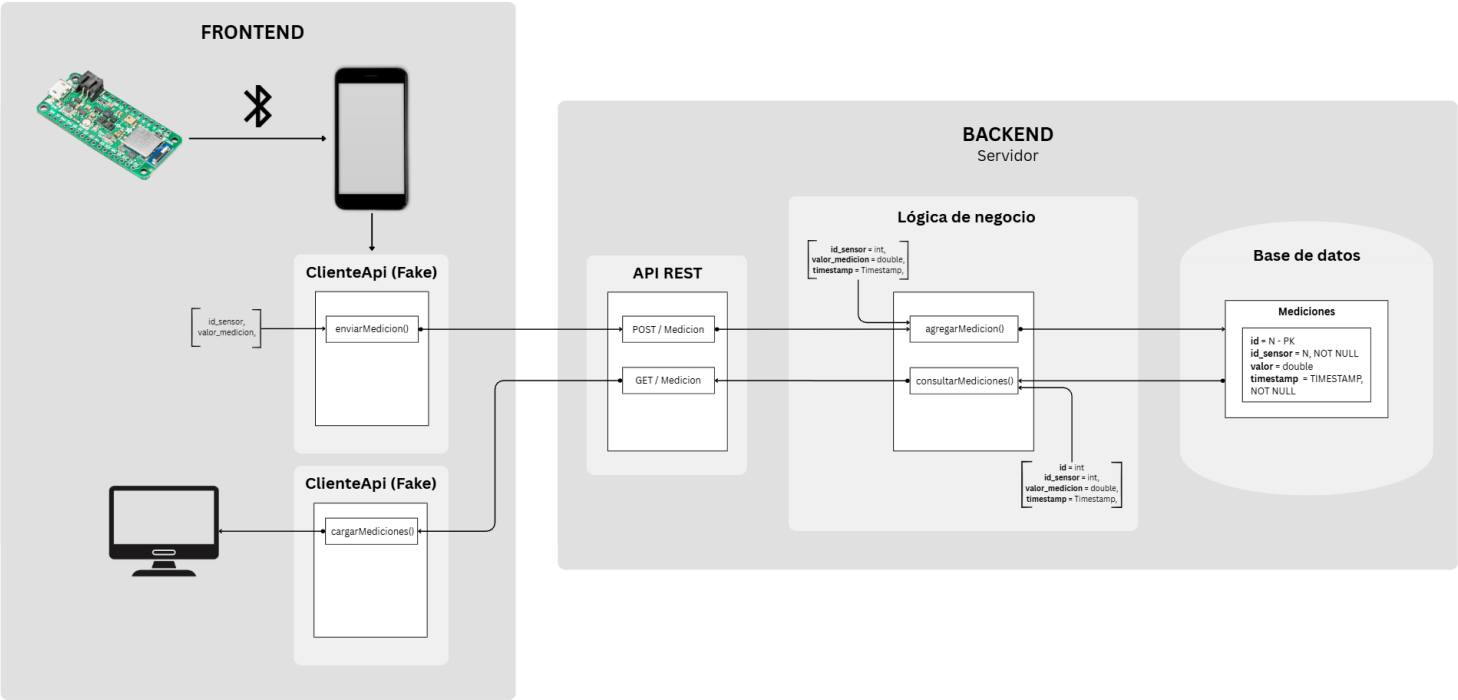 FRONTEND
ClienteApi (Fake)
id_sensor,
valor_medicion,
enviarMedicion()
ClienteApi (Fake)
cargarMediciones()
BACKEND
Servidor
API REST
POST / Medicion
GET / Medicion
Lógica de negocio
id_sensor = int,
valor_medicion = double,
timestamp = Timestamp,
agregarMedicion()
consultarMediciones()
id = int
id_sensor = int,
valor_medicion = double,
timestamp = Timestamp,
Base de datos
Mediciones
id = N - PK
id_sensor = N, NOT NULL
valor = double
timestamp = TIMESTAMP,
NOT NULL